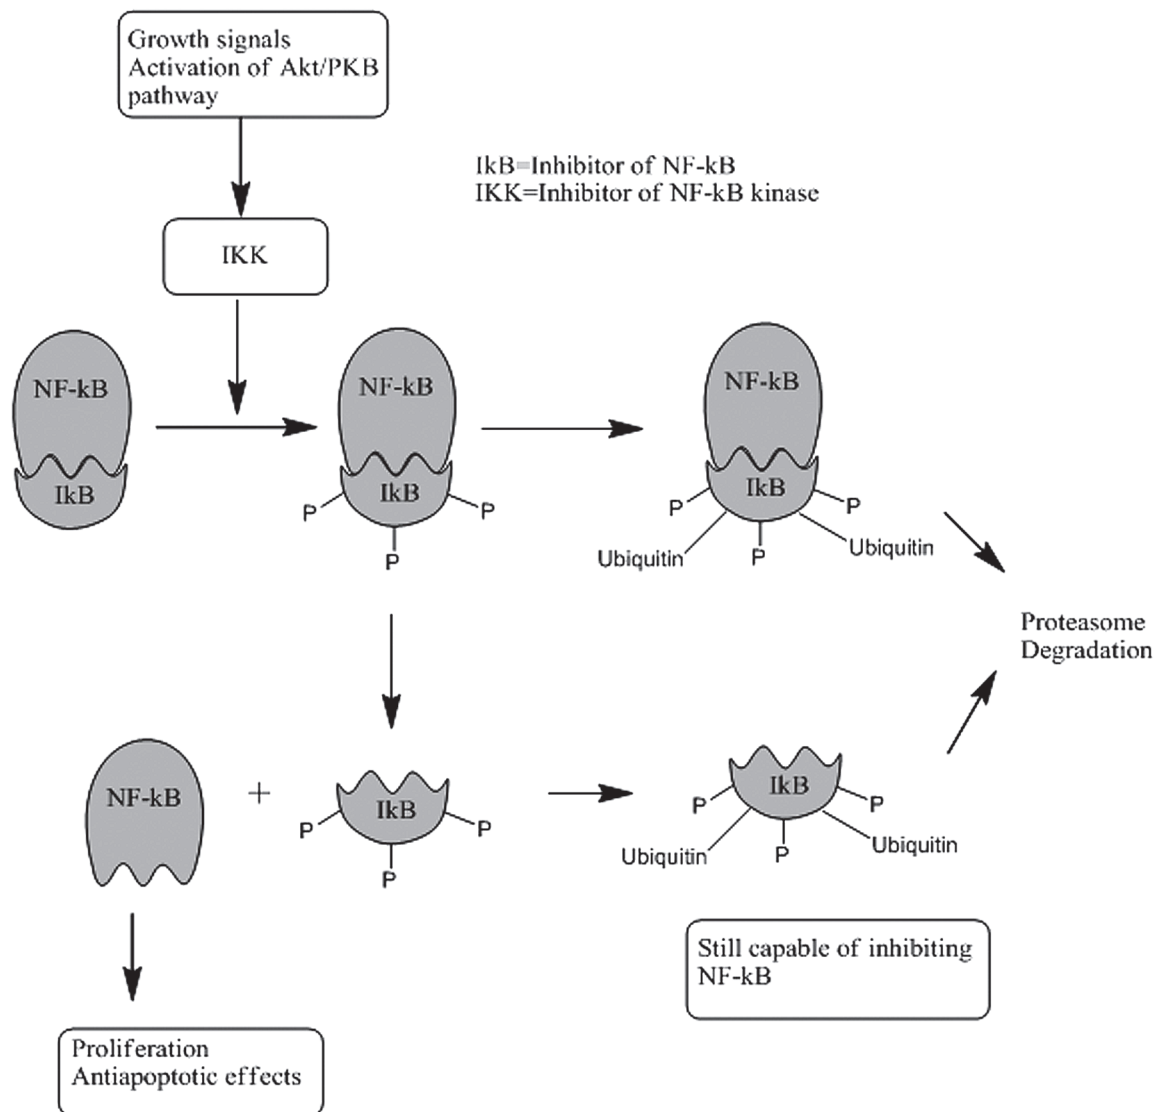 Growth signals
Activation of Akt/PKB
pathway
IkB=Inhibitor of NF-kB
IKK=Inhibitor of NF-kB kinase
IKK
NF-kB
IkB
NF-kB
IkB
P
P
P
NF-kB
IkB
P
P
P
Ubiquitin
Ubiquitin
Proteasome
Degradation
NF-kB
+
IkB
P
P
P
IkB
P
P
P
Ubiquitin
Ubiquitin
Still capable of inhibiting
NF-kB
Proliferation
Antiapoptotic effects